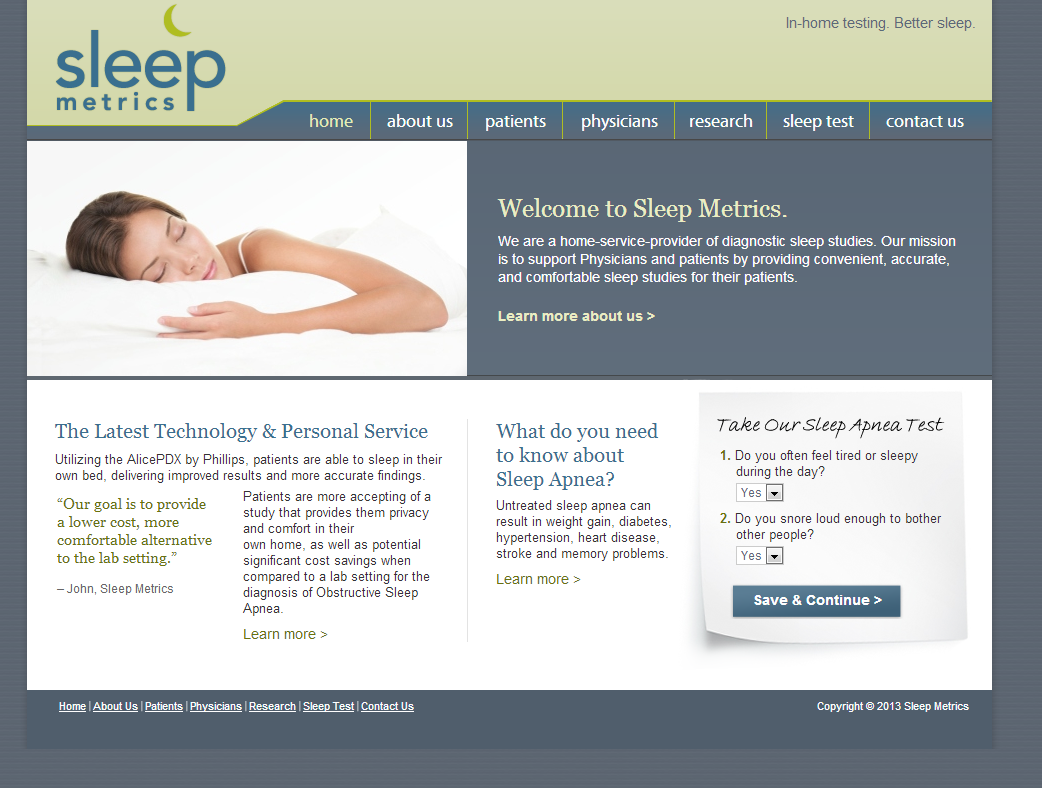 In-home testing. Better sleep.
sleep
metrics
home
about us
patients
physicians
research
sleep test
contact us
Welcome to Sleep Metrics.
We are a home-service-provider of diagnostic sleep studies. Our mission
is to support Physicians and patients by providing convenient, accurate,
and comfortable sleep studies for their patients.
Learn more about us >
The Latest Technology & Personal Service
Utilizing the AlicePDX by Phillips, patients are able to sleep in their
own bed, delivering improved results and more accurate findings.
“Our goal is to provide
a lower cost, more
comfortable alternative
to the lab setting.”
– John, Sleep Metrics
Patients are more accepting of a
study that provides them privacy
and comfort in their
own home, as well as potential
significant cost savings when
compared to a lab setting for the
diagnosis of Obstructive Sleep
Apnea.
Learn more >
What do you need
to know about
Sleep Apnea?
Untreated sleep apnea can
result in weight gain, diabetes,
hypertension, heart disease,
stroke and memory problems.
Learn more >
Take Our Sleep Apnea Test
1. Do you often feel tired or sleepy
during the day?
Yes
2. Do you snore loud enough to bother
other people?
Yes
Save & Continue >
Home | About Us | Patients | Physicians | Research | Sleep Test | Contact Us
Copyright © 2013 Sleep Metrics